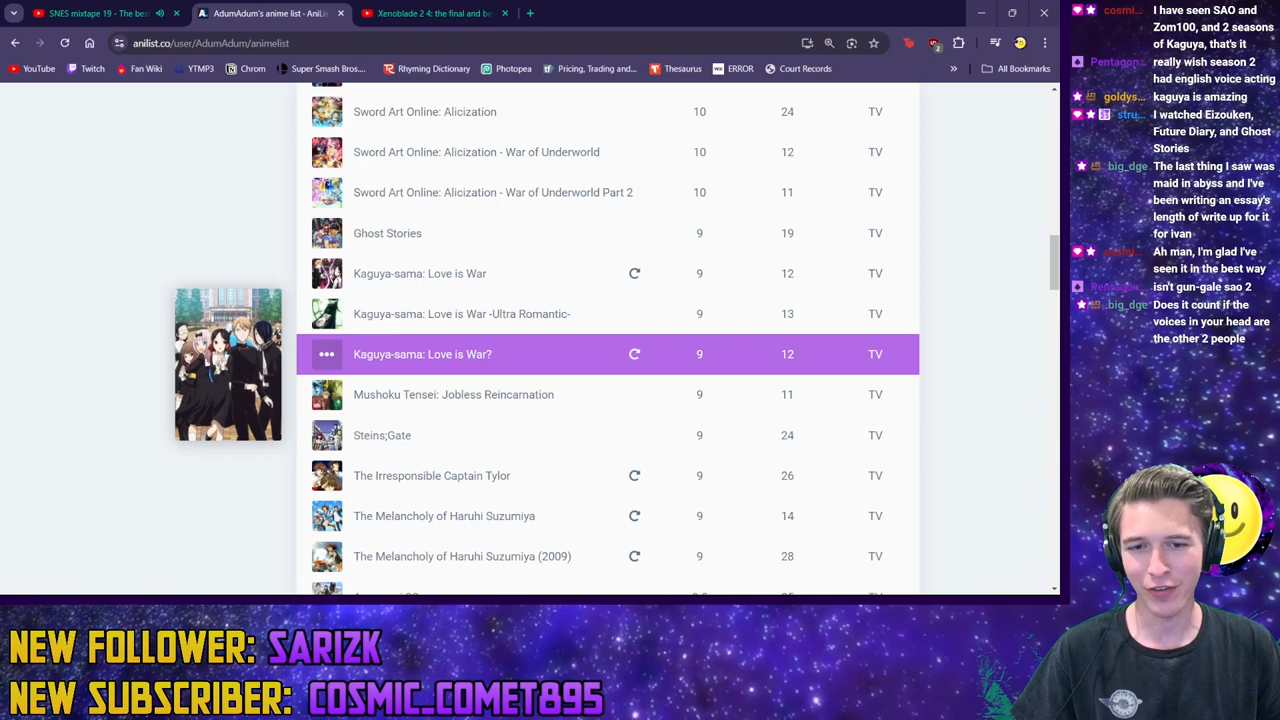 SNES mixtape 19 - The best
AdumAdum's anime list · AniLis
Xenoblade 2 4: the final and be
anilist.co/user/AdumAdum/animelist
YouTube Twitch Fan Wiki YTMP3 Chrom Super Smash Bros.... Rhyming Dictionary Photopea Pricing, Trading and... Thesaurus ERROR Court Records » All Bookmarks
Sword Art Online: Alicization 10 24 TV
Sword Art Online: Alicization - War of Underworld 10 12 TV
Sword Art Online: Alicization - War of Underworld Part 2 10 11 TV
Ghost Stories 9 19 TV
Kaguya-sama: Love is War 9 12 TV
Kaguya-sama: Love is War -Ultra Romantic- 9 13 TV
Kaguya-sama: Love is War? 9 12 TV
Mushoku Tensei: Jobless Reincarnation 9 11 TV
Steins;Gate 9 24 TV
The Irresponsible Captain Tylor 9 26 TV
The Melancholy of Haruhi Suzumiya 9 14 TV
The Melancholy of Haruhi Suzumiya (2009) 9 28 TV
cosmi... I have seen SAO and
Zom100, and 2 seasons
of Kaguya, that's it
Pentagon... really wish season 2
had english voice acting
goldys... kaguya is amazing
stru... I watched Eizouken,
Future Diary, and Ghost
Stories
big_dge The last thing I saw was
maid in abyss and I've
been writing an essay's
length of write up for it
for ivan
Ah man, I'm glad I've
seen it in the best way
Pentagon... isn't gun-gale sao 2
big_dge Does it count if the
voices in your head are
the other 2 people
NEW FOLLOWER: SARIZK
NEW SUBSCRIBER: COSMIC_COMET895